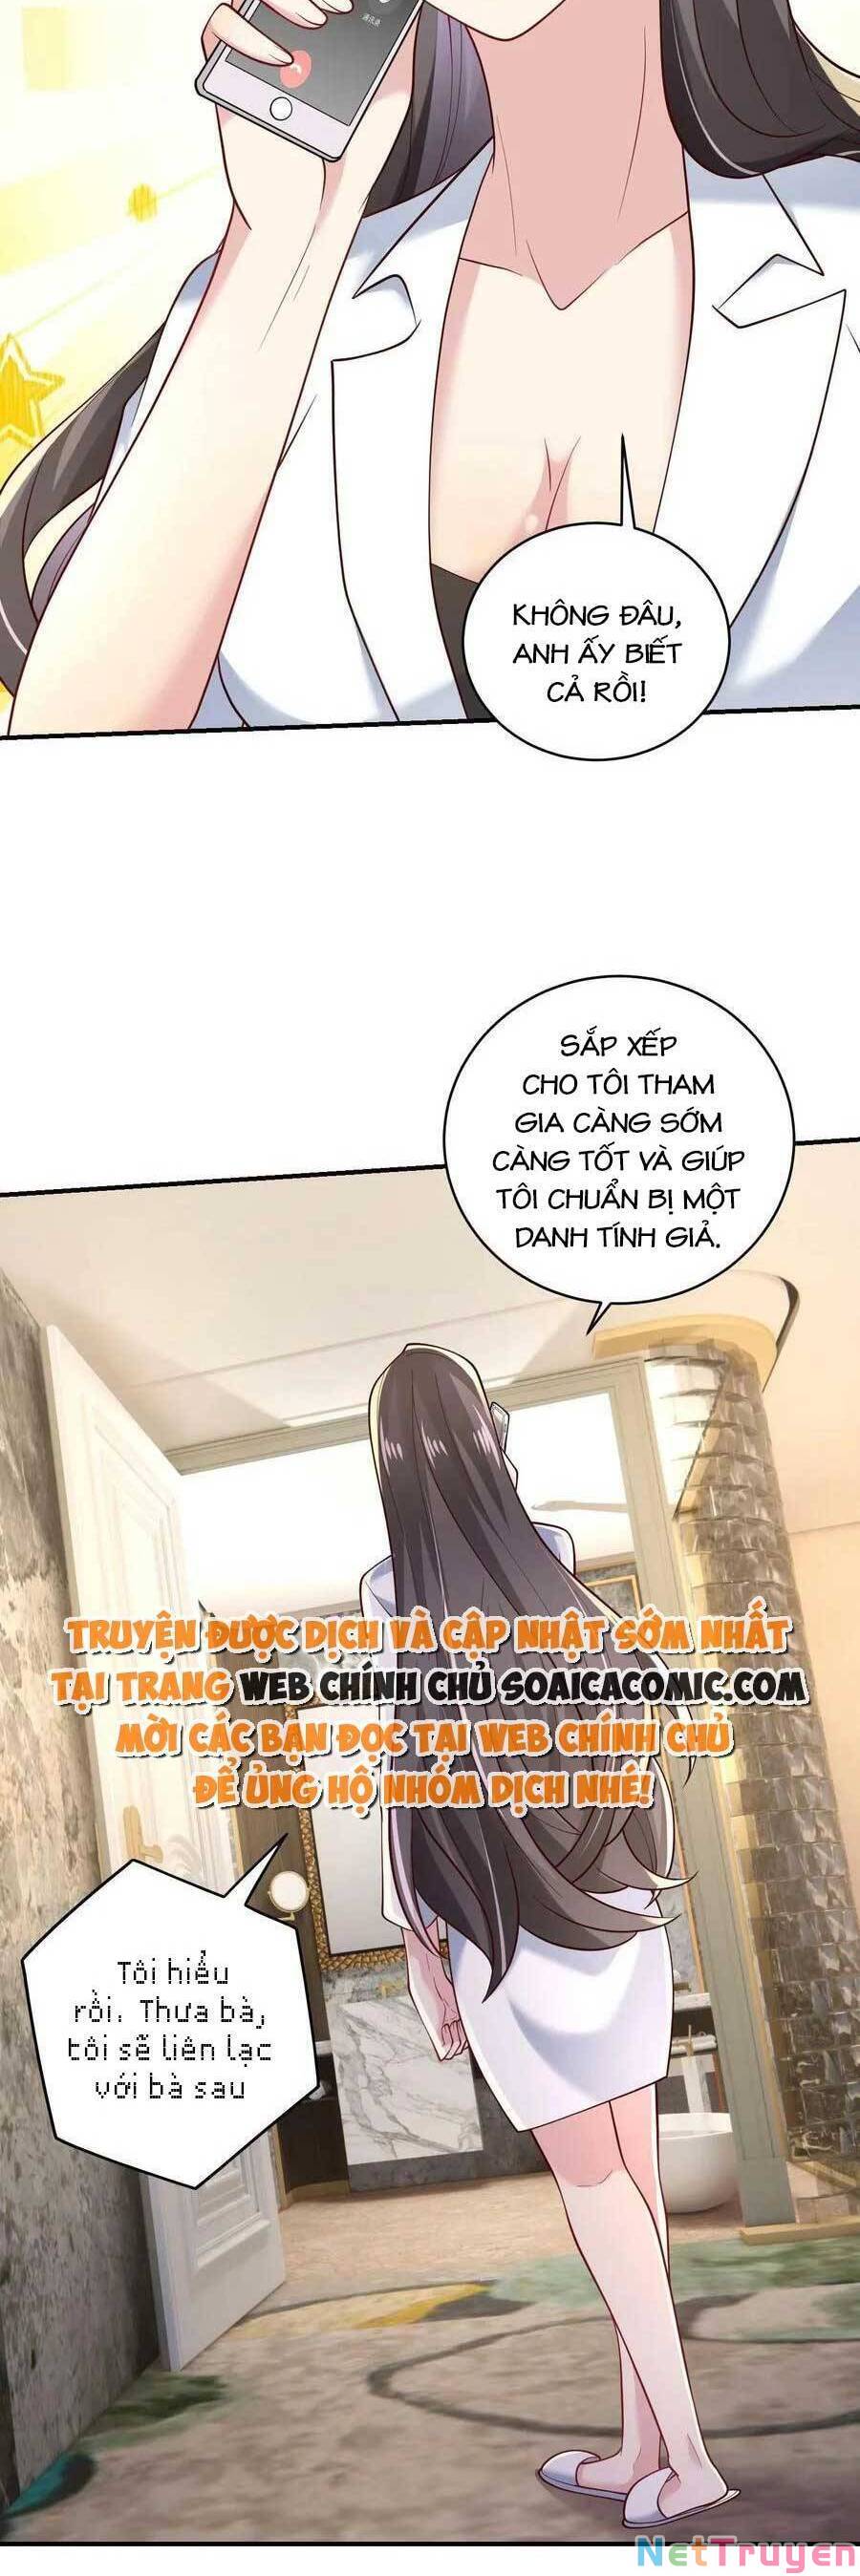 KHÔNG ĐÂU,
ANH ẤY BIẾT
CẢ RỒI!
SẮP XẾP
CHO TÔI THAM
GIA CÀNG SỚM
CÀNG TỐT VÀ GIÚP
TÔI CHUẨN BỊ MỘT
DANH TÍNH GIẢ.
TRUYỆN ĐƯỢC DỊCH VÀ CẬP NHẬT SỚM NHẤT
TẠI TRANG WEB CHÍNH CHỦ SOAICACOMIC.COM
MỜI CÁC BẠN ĐỌC TẠI WEB CHÍNH CHỦ
ĐỂ ỦNG HỘ NHÓM DỊCH NHÉ!
Tôi hiểu
rồi. Thưa bà,
tôi sẽ liên lạc
với bà sau
NetTruyen